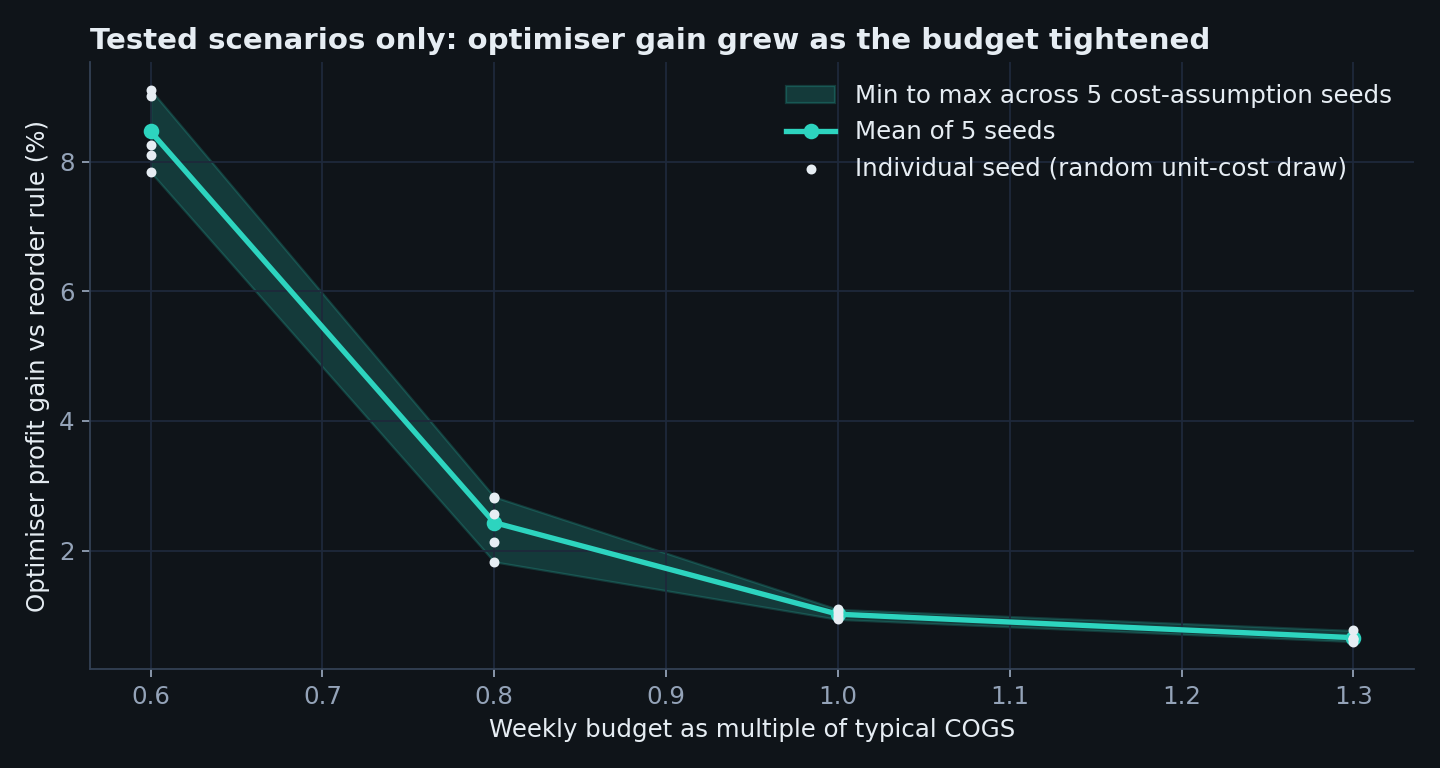 Tested scenarios only: optimiser gain grew as the budget tightened
Min to max across 5 cost-assumption seeds
Mean of 5 seeds
Individual seed (random unit-cost draw)
Optimiser profit gain vs reorder rule (%)
8
6
4
2
0.6 0.7 0.8 0.9 1.0 1.1 1.2 1.3
Weekly budget as multiple of typical COGS